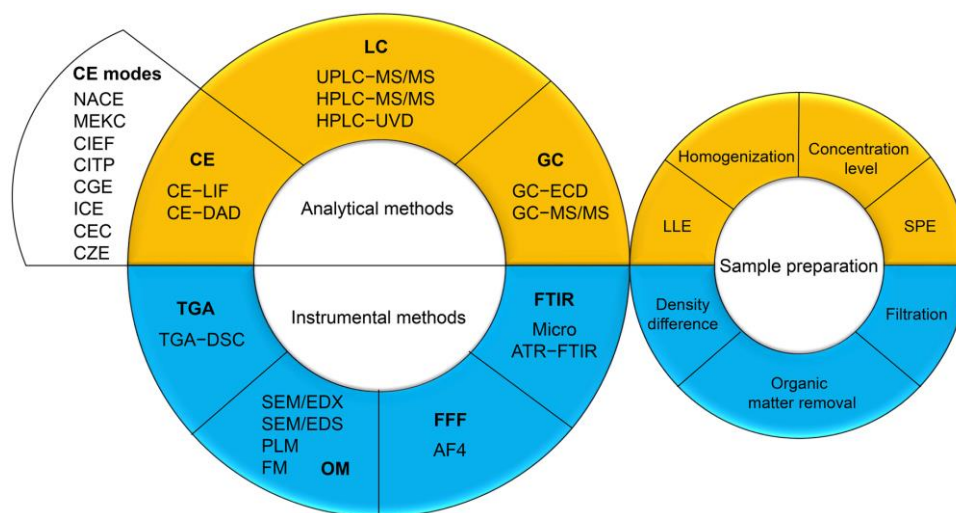 CE modes
NACE
MEKC
CIEF
CITP
CGE
ICE
CEC
CZE
LC
UPLC−MS/MS
HPLC−MS/MS
HPLC−UVD
CE
CE−LIF
CE−DAD
GC
GC−ECD
GC−MS/MS
Analytical methods
Instrumental methods
TGA
TGA−DSC
SEM/EDX
SEM/EDS
PLM
FM OM
FFF
AF4
FTIR
Micro
ATR−FTIR
Homogenization
Concentration
level
LLE
SPE
Sample preparation
Density
difference
Filtration
Organic
matter removal